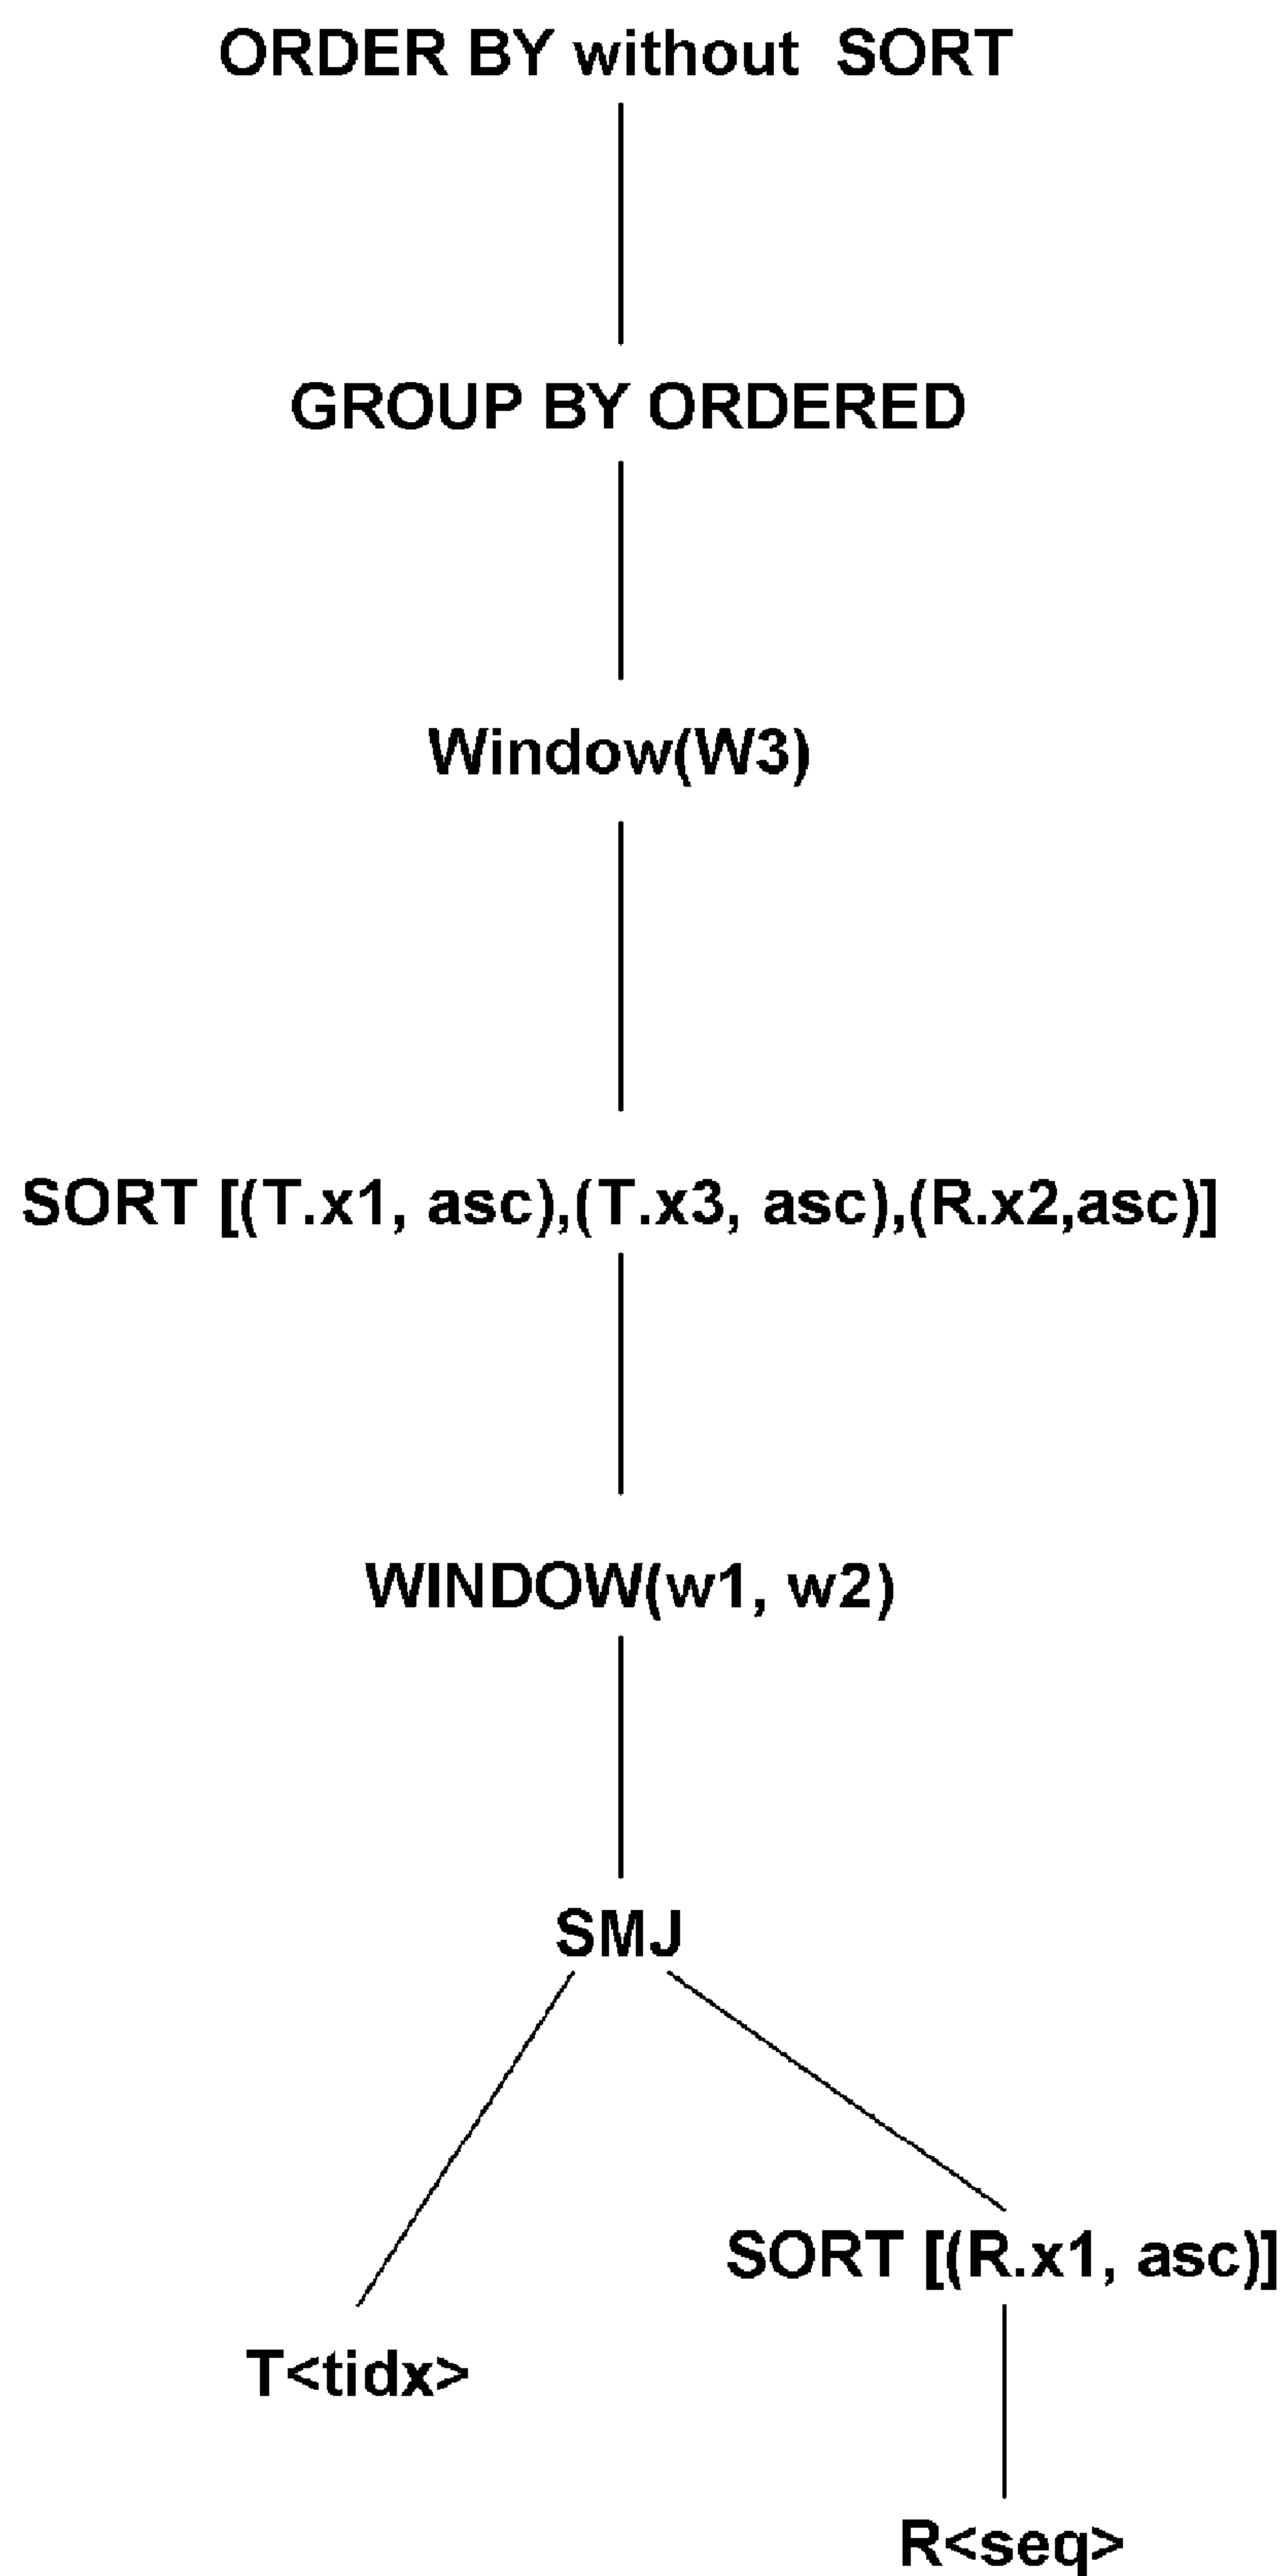 ORDER BY without SORT
GROUP BY ORDERED
Window(W3)
SORT [(T.x1, asc),(T.x3, asc),(R.x2,asc)]
WINDOW(w1, w2)
SMJ
SORT [(R.x1, asc)]
T<tidx>
R<seq>